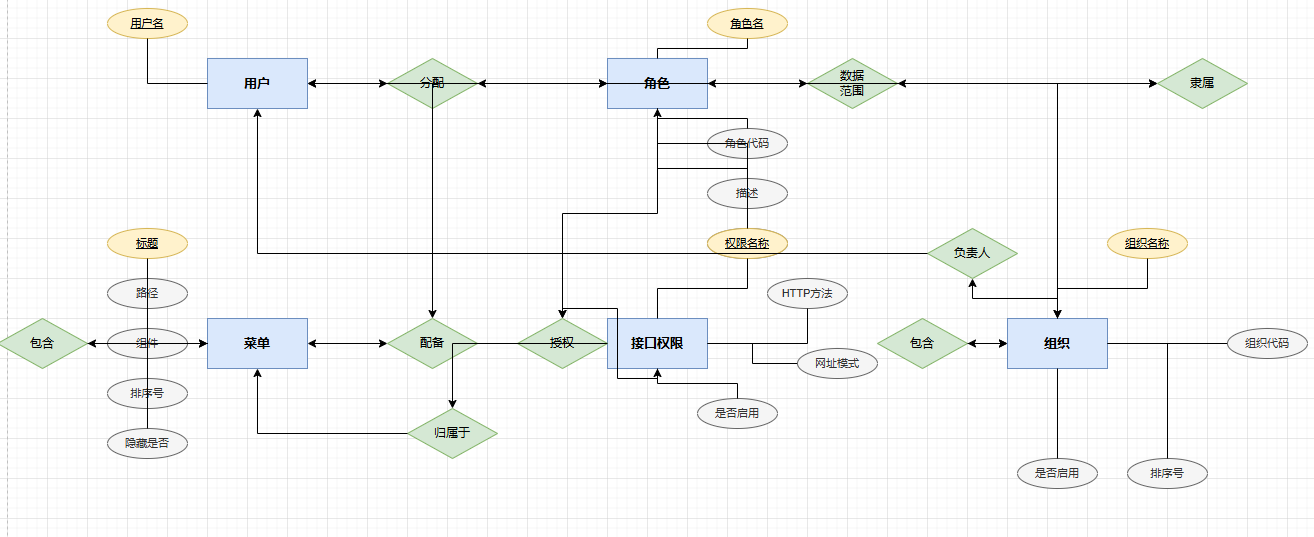 用户名
角色名
用户
分配
角色
数据
范围
隶属
角色代码
描述
标题
权限名称
负责人
组织名称
路径
HTTP方法
包含
组件
菜单
配备
授权
接口权限
包含
组织
组织代码
网址模式
排序号
是否启用
归属于
隐藏是否
是否启用
排序号